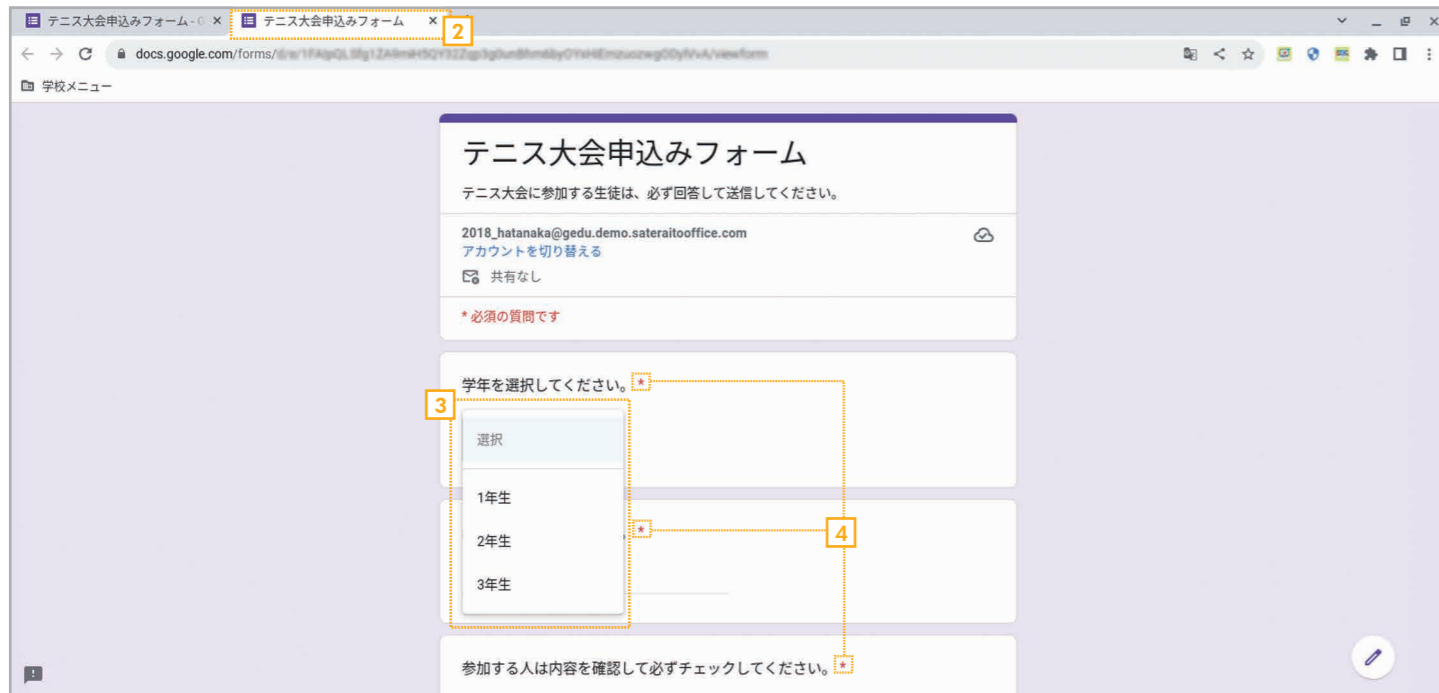 テニス大会申込みフォーム - G
テニス大会申込みフォーム
2
docs.google.com/forms/
学校メニュー
テニス大会申込みフォーム
テニス大会に参加する生徒は、必ず回答して送信してください。
2018_hatanaka@gedu.demo.sateraitooffice.com
アカウントを切り替える
共有なし
* 必須の質問です
学年を選択してください。 *
3
選択
1年生
*
4
2年生
3年生
参加する人は内容を確認して必ずチェックしてください。 *